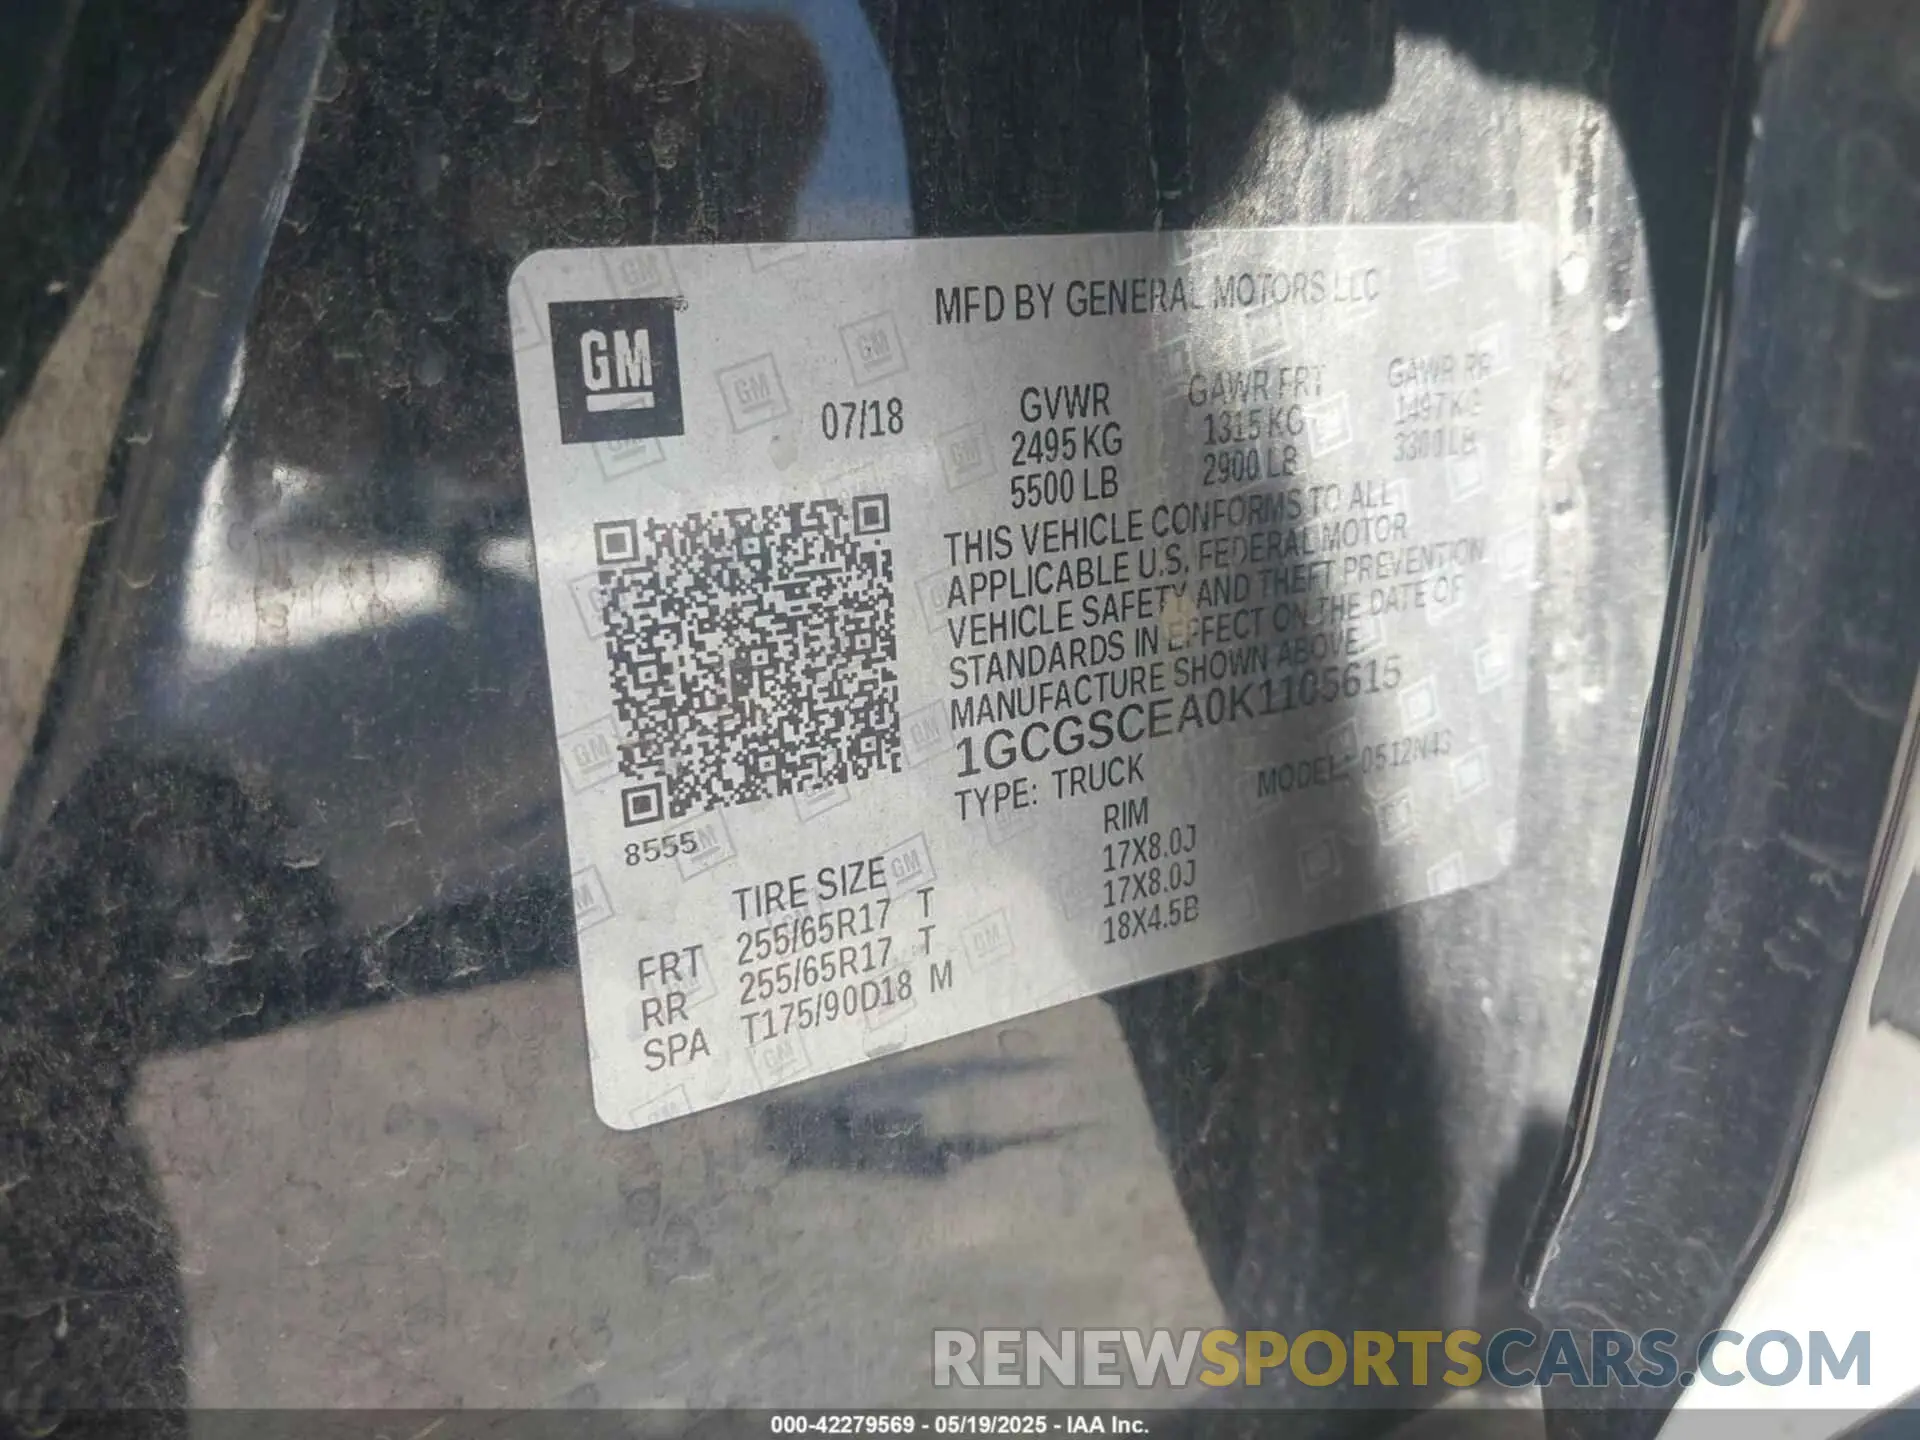 GM
MFD BY GENERAL MOTORS LLC
07/18
GVWR GAWR FRT GAWR RR
2495 KG 1315 KG 1497 KG
5500 LB 2900 LB 3300 LB
THIS VEHICLE CONFORMS TO ALL
APPLICABLE U.S. FEDERAL MOTOR
VEHICLE SAFETY AND THEFT PREVENTION
STANDARDS IN EFFECT ON THE DATE OF
MANUFACTURE SHOWN ABOVE.
1GCGSCEA0K1105615
TYPE: TRUCK MODEL: 0512N43
8555
TIRE SIZE RIM
FRT 255/65R17 T 17X8.0J
RR 255/65R17 T 17X8.0J
SPA T175/90D18 M 18X4.5B
RENEWSPORTSCARS.COM
000-42279569 - 05/19/2025 - IAA Inc.